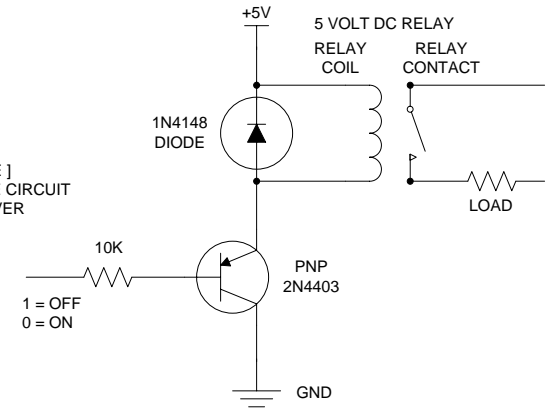 +5V
5 VOLT DC RELAY
RELAY
COIL
RELAY
CONTACT
1N4148
DIODE
]
CIRCUIT
10K
PNP
2N4403
LOAD
1 = OFF
0 = ON
GND